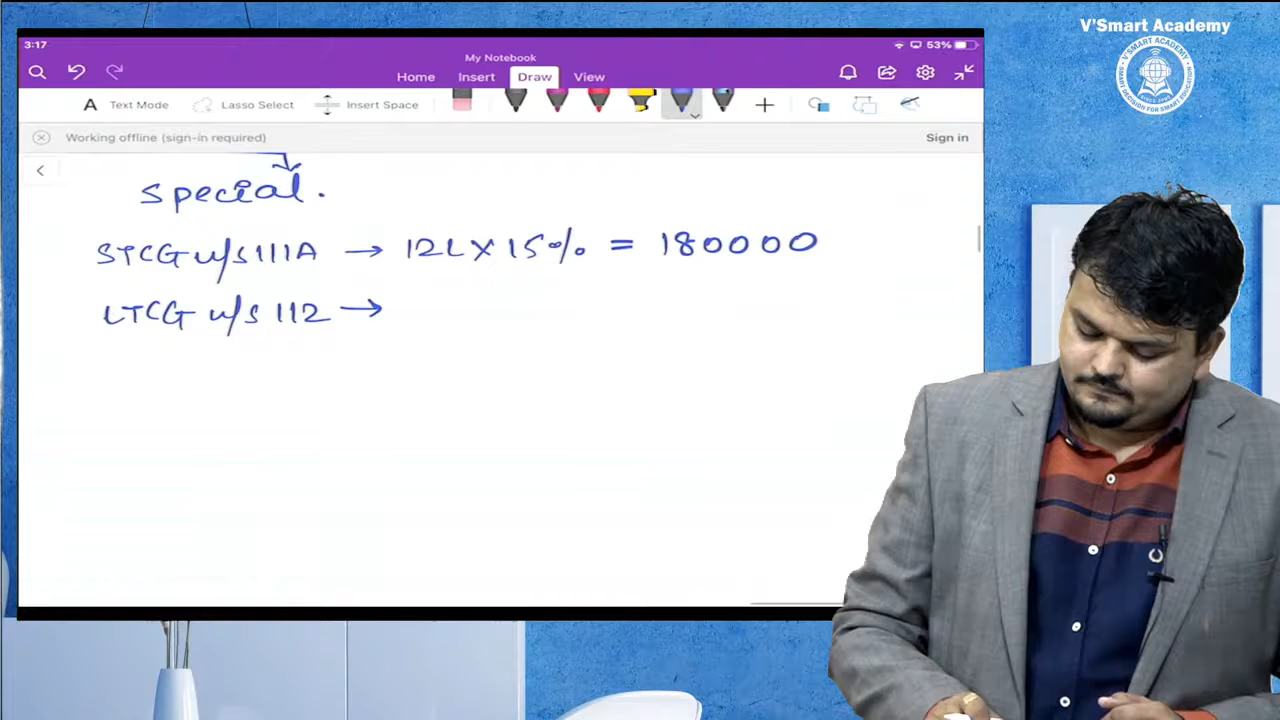 V'Smart Academy
3:17
53%
My Notebook
Home Insert Draw View
A Text Mode Lasso Select Insert Space
Working offline (sign-in required) Sign in
Special.
STCG u/s 111A → 12L × 15% = 180000
LTCG u/s 112 →